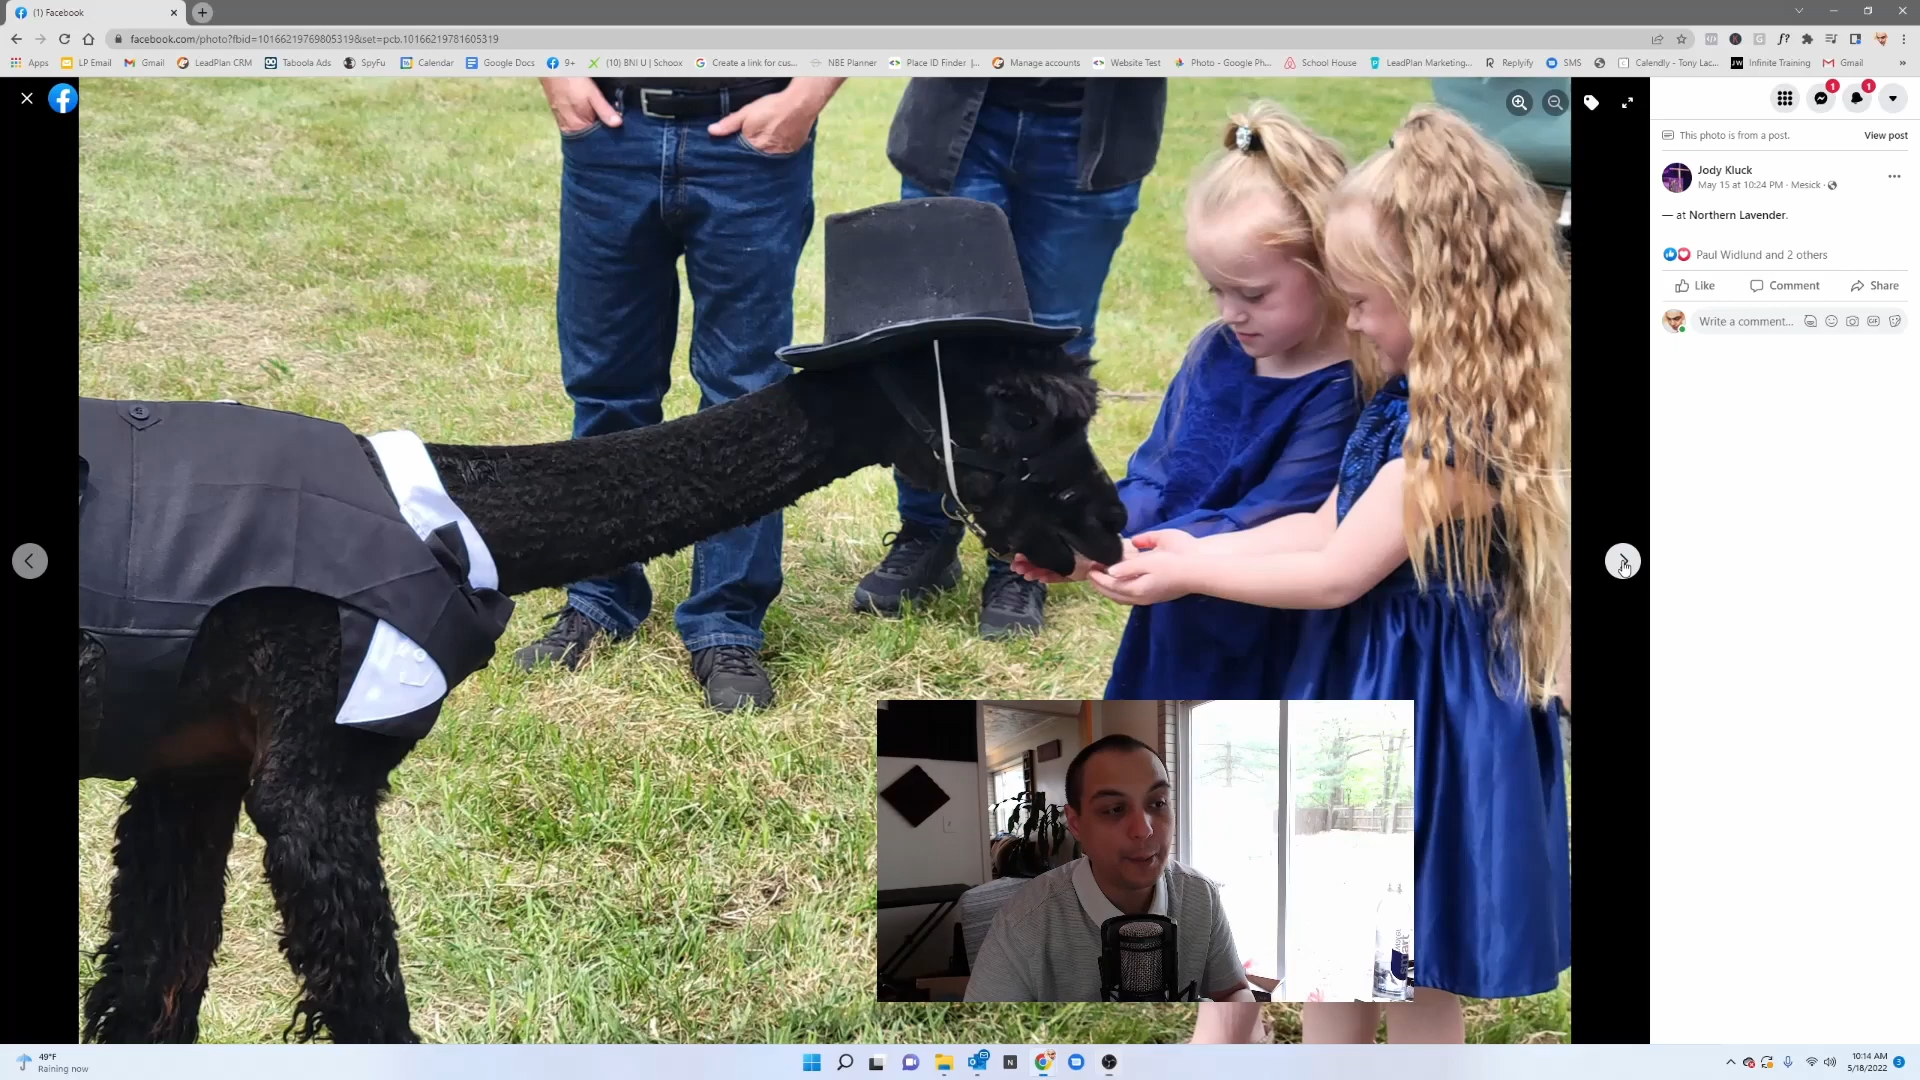 (1) Facebook
facebook.com/photo?fbid=10166219769805319&set=pcb.10166219781605319
Apps LP Email Gmail LeadPlan CRM Taboola Ads SpyFu Calendar Google Docs 9+ (10) BNI U | Schoox Create a link for cus... NBE Planner Place ID Finder |... Manage accounts Website Test Photo - Google Ph... School House LeadPlan Marketing... Replyify SMS Calendly - Tony Lac... Infinite Training Gmail
1 1
This photo is from a post. View post
Jody Kluck
May 15 at 10:24 PM · Mesick ·
— at Northern Lavender.
Paul Widlund and 2 others
Like Comment Share
Write a comment...
GIF
49°F
Raining now
10:14 AM
5/18/2022
3